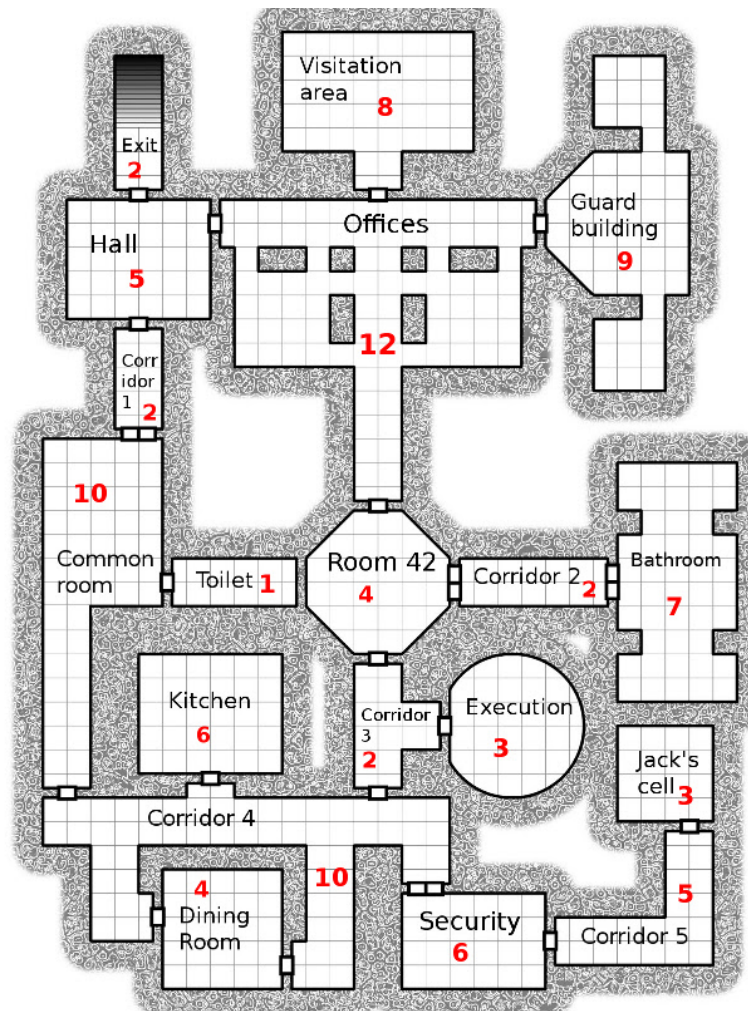 Visitation
area
8
Exit
2
Offices
Guard
building
9
Hall
5
12
Corr
idor
1
2
10
Common
room
Toilet 1
Room 42
4
Corridor 2
2
Bathroom
7
Kitchen
6
Corridor
3
2
Execution
3
Jack's
cell
3
Corridor 4
10
4
Dining
Room
Security
6
5
Corridor 5